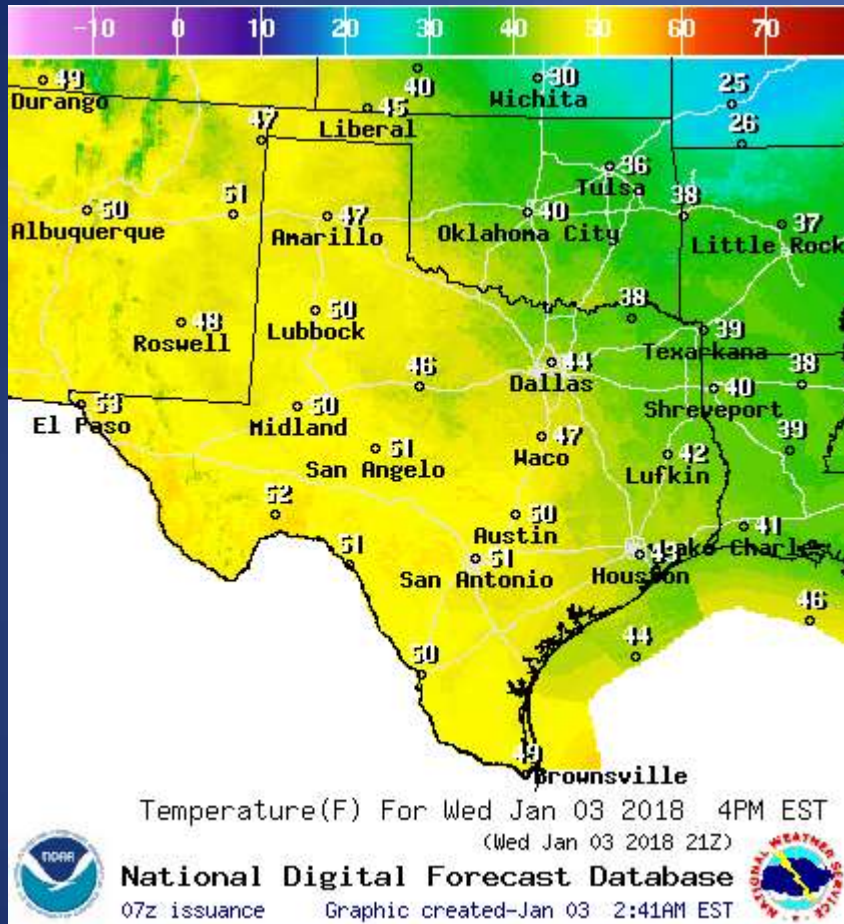 -10 0 10 20 30 40 50 60 70
49
Durango
40
30
Wichita
25
45
Liberal
26
47
36
Tulsa
50
Albuquerque
51
47
Amarillo
40
Oklahoma City
38
37
Little Rock
48
Roswell
50
Lubbock
38
39
Texarkana
46
44
Dallas
40
Shreveport
38
53
El Paso
50
Midland
51
San Angelo
47
Waco
42
Lufkin
39
52
50
Austin
41
Lake Charles
51
51
San Antonio
43
Houston
46
44
50
49
Brownsville
Temperature(F) For Wed Jan 03 2018 4PM EST
(Wed Jan 03 2018 21Z)
NOAA
National Digital Forecast Database
07z issuance Graphic created-Jan 03 2:41AM EST
NATIONAL WEATHER SERVICE